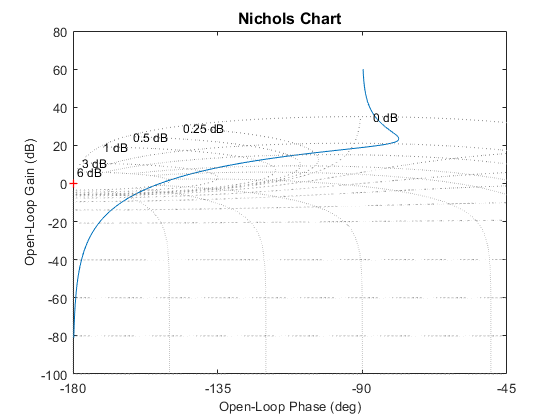 Nichols Chart
80
60
40
20
0
-20
-40
-60
-80
-100
-180
-135
-90
-45
Open-Loop Gain (dB)
Open-Loop Phase (deg)
0 dB
0.25 dB
0.5 dB
1 dB
3 dB
6 dB